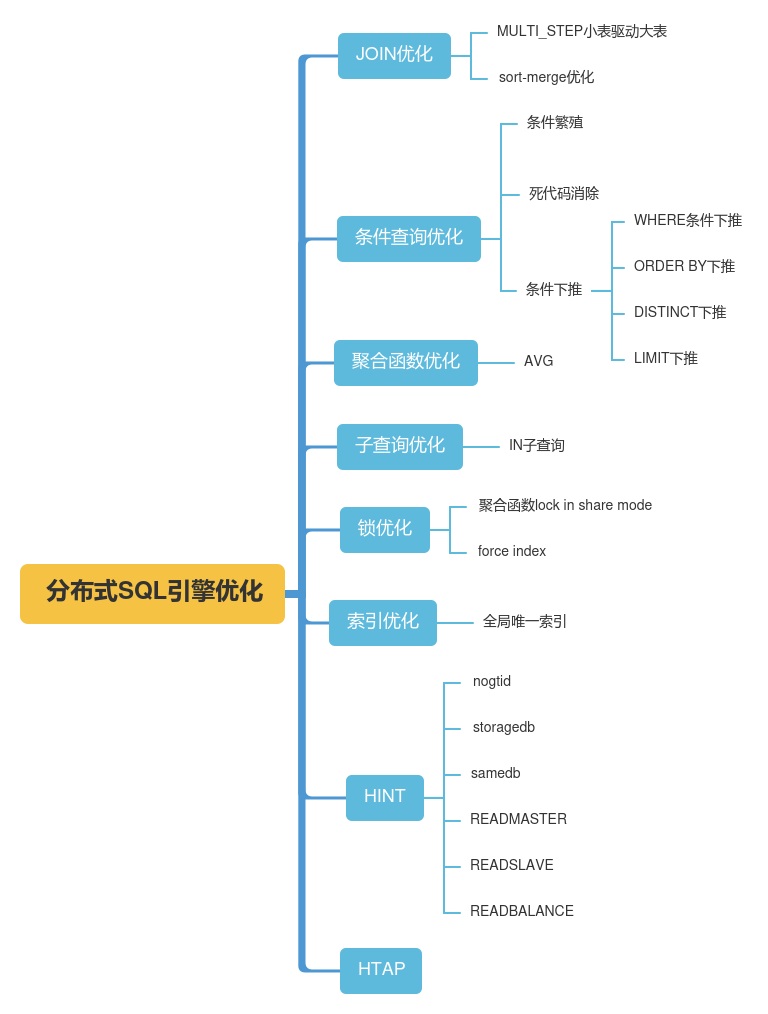 分布式SQL引擎优化
JOIN优化
MULTI_STEP小表驱动大表
sort-merge优化
条件查询优化
条件繁殖
死代码消除
条件下推
WHERE条件下推
ORDER BY下推
DISTINCT下推
LIMIT下推
聚合函数优化
AVG
子查询优化
IN子查询
锁优化
聚合函数lock in share mode
force index
索引优化
全局唯一索引
HINT
nogtid
storagedb
samedb
READMASTER
READSLAVE
READBALANCE
HTAP